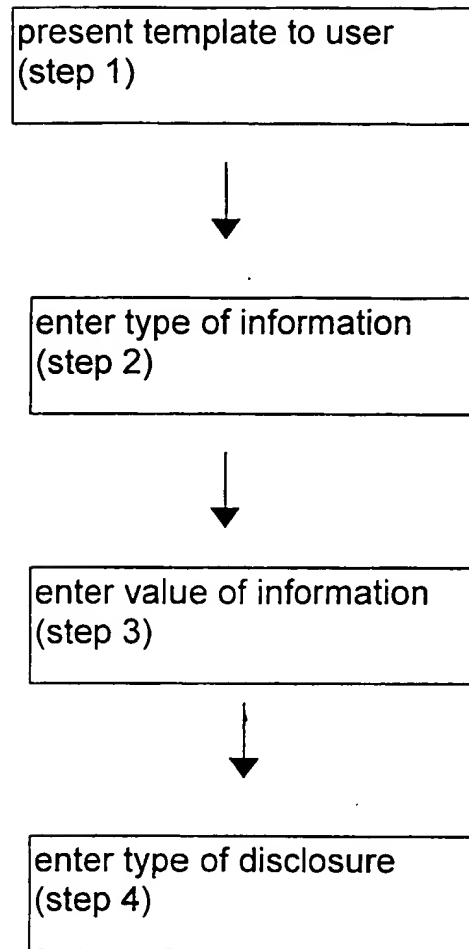 present template to user
(step 1)
enter type of information
(step 2)
enter value of information
(step 3)
enter type of disclosure
(step 4)